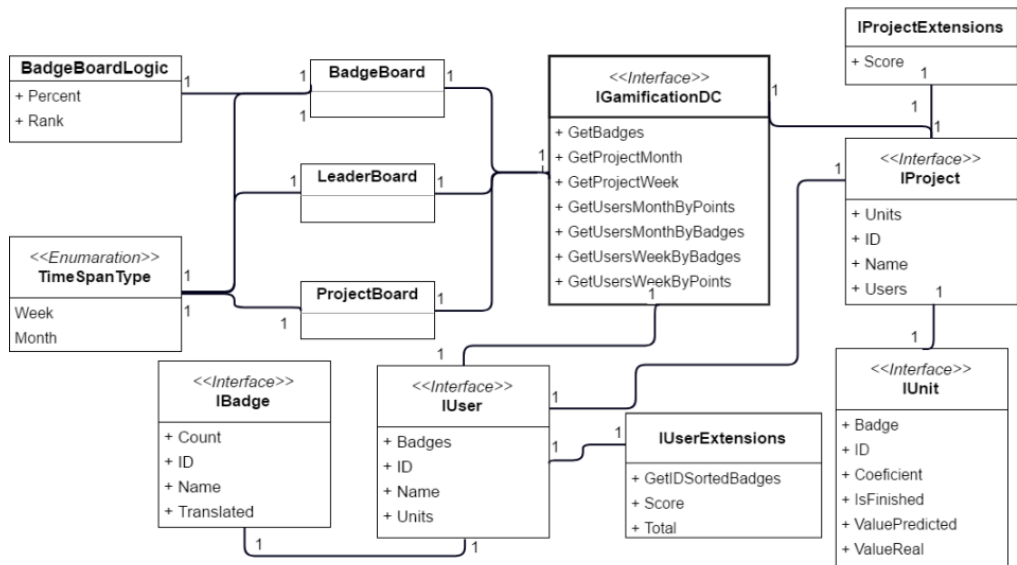 BadgeBoardLogic
+ Percent
+ Rank
1
1
BadgeBoard
1
1
<<Interface>>
IGamificationDC
+ GetBadges
+ GetProjectMonth
+ GetProjectWeek
+ GetUsersMonthByPoints
+ GetUsersMonthByBadges
+ GetUsersWeekByBadges
+ GetUsersWeekByPoints
1
1
1
IProjectExtensions
+ Score
1
1
1
LeaderBoard
1
1
<<Interface>>
IProject
+ Units
+ ID
+ Name
+ Users
1
1
<<Enumaration>>
TimeSpanType
Week
Month
1
1
ProjectBoard
1
1
<<Interface>>
IBadge
+ Count
+ ID
+ Name
+ Translated
1
<<Interface>>
IUser
+ Badges
+ ID
+ Name
+ Units
1
1
1
1
IUserExtensions
+ GetIDSortedBadges
+ Score
+ Total
1
<<Interface>>
IUnit
+ Badge
+ ID
+ Coeficient
+ IsFinished
+ ValuePredicted
+ ValueReal
1